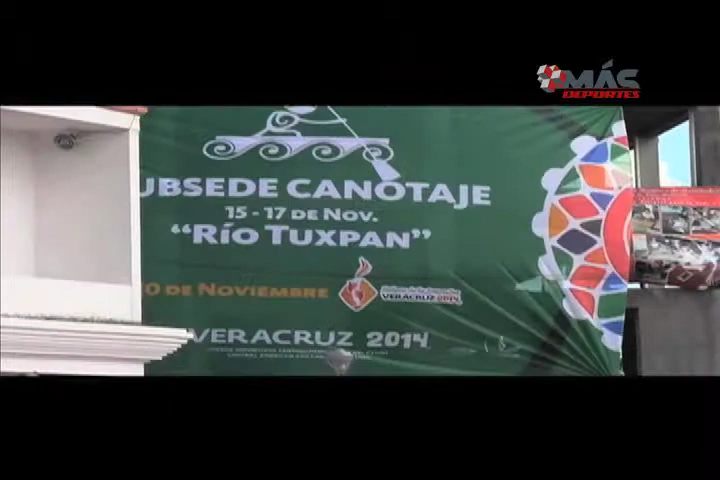 MÁS
DEPORTES
UBSEDE CANOTAJE
15 - 17 DE NOV.
"RÍO TUXPAN"
0 DE NOVIEMBRE
VERACRUZ 2014
VERACRUZ 2014